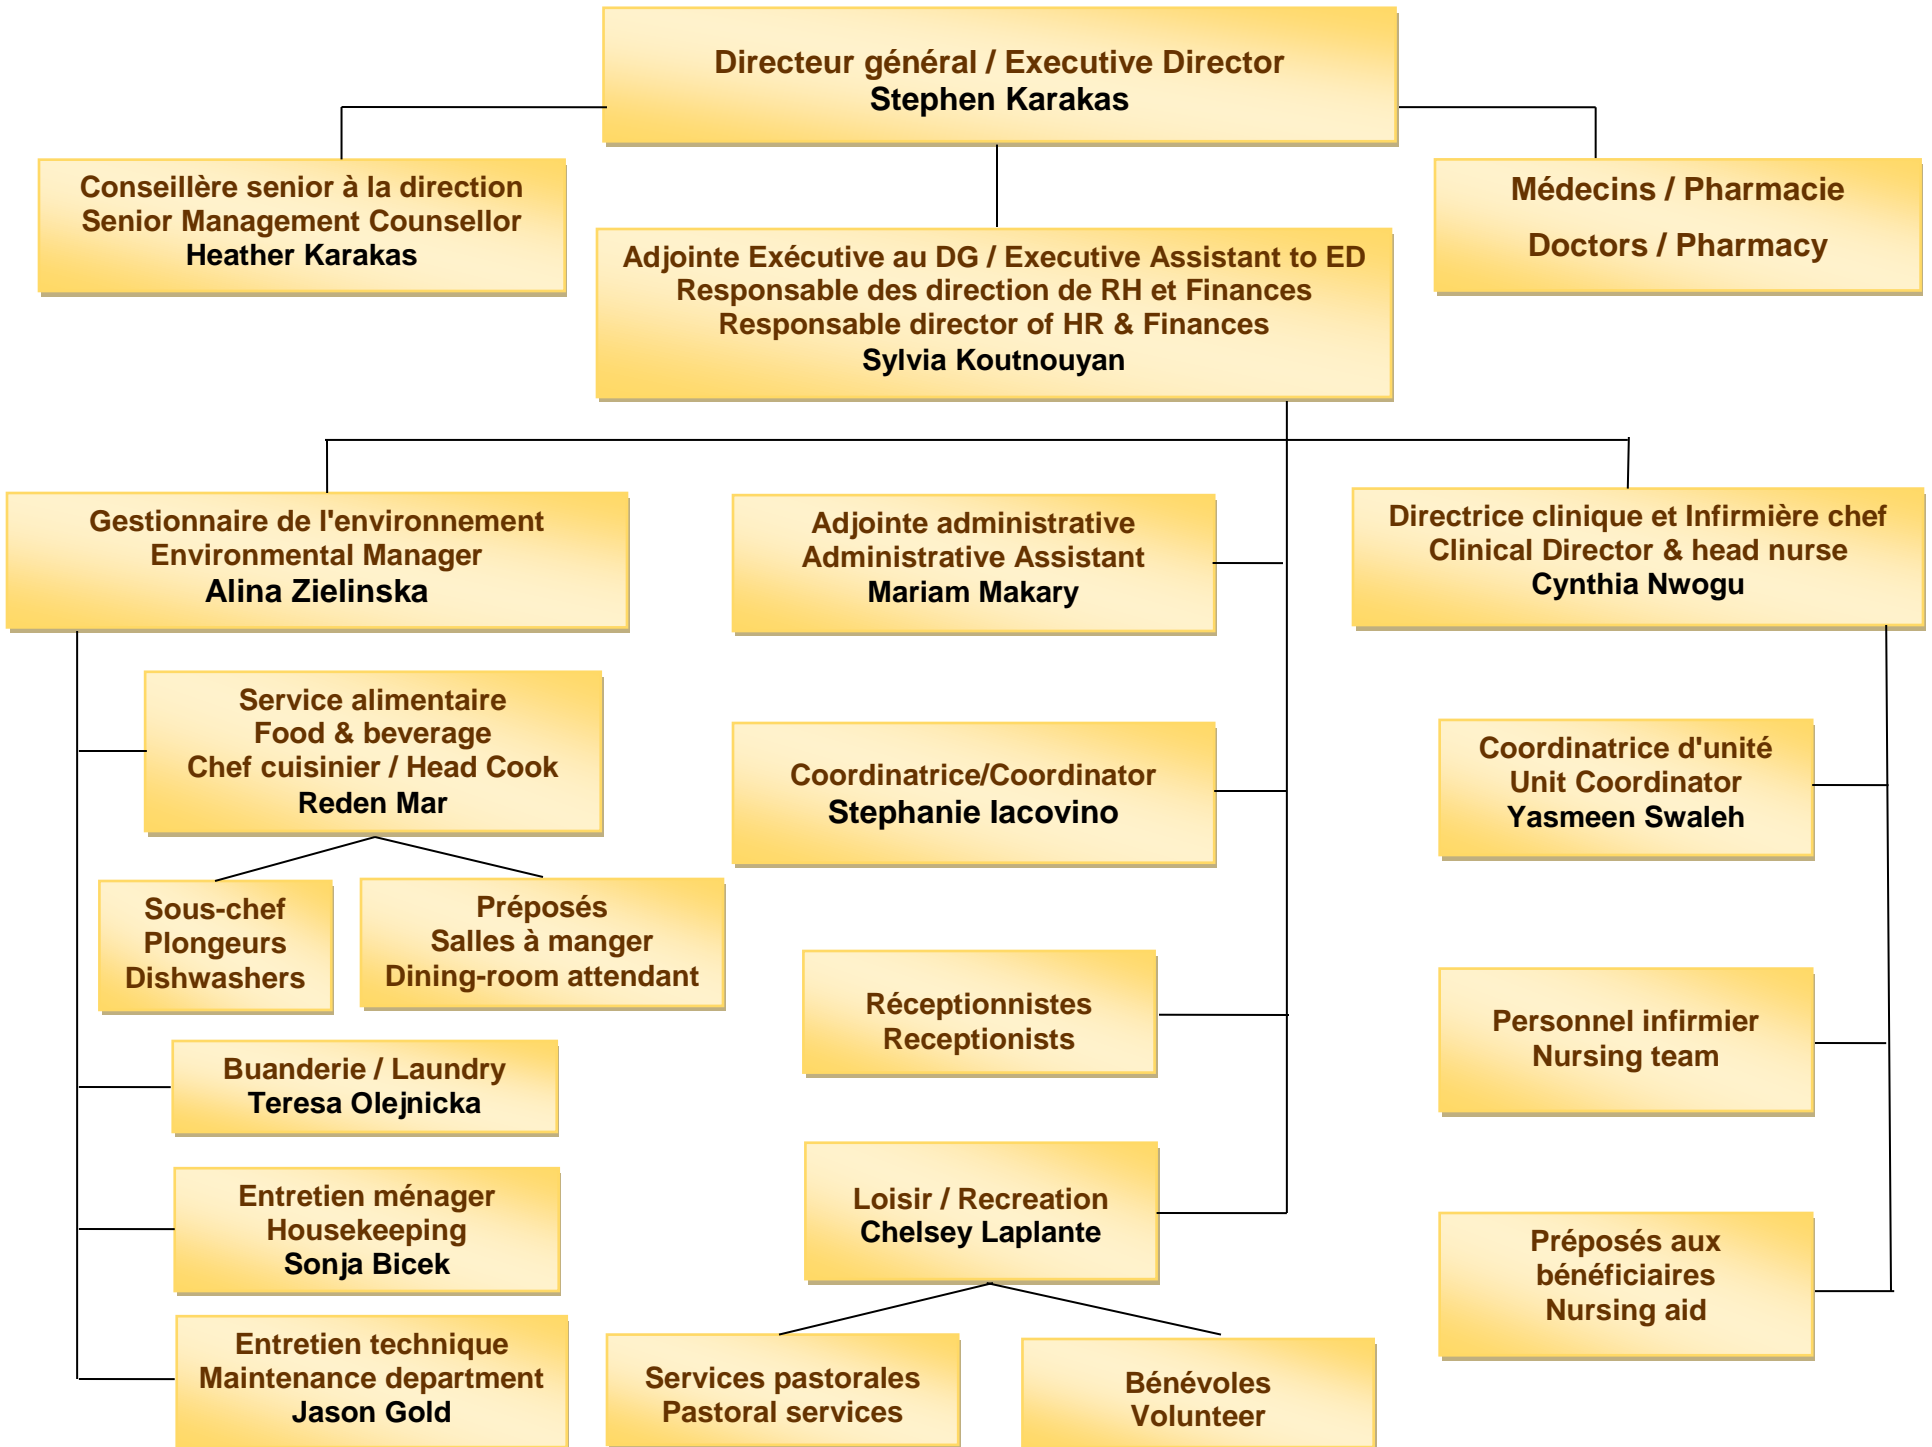 Directeur général / Executive Director
Stephen Karakas
Conseillère senior à la direction
Senior Management Counsellor
Heather Karakas
Médecins / Pharmacie
Doctors / Pharmacy
Adjointe Exécutive au DG / Executive Assistant to ED
Responsable des direction de RH et Finances
Responsable director of HR & Finances
Sylvia Koutnouyan
Gestionnaire de l'environnement
Environmental Manager
Alina Zielinska
Adjointe administrative
Administrative Assistant
Mariam Makary
Directrice clinique et Infirmière chef
Clinical Director & head nurse
Cynthia Nwogu
Service alimentaire
Food & beverage
Chef cuisinier / Head Cook
Reden Mar
Coordinatrice/Coordinator
Stephanie Iacovino
Coordinatrice d'unité
Unit Coordinator
Yasmeen Swaleh
Sous-chef
Plongeurs
Dishwashers
Préposés
Salles à manger
Dining-room attendant
Réceptionnistes
Receptionists
Personnel infirmier
Nursing team
Buanderie / Laundry
Teresa Olejnicka
Entretien ménager
Housekeeping
Sonja Bicek
Loisir / Recreation
Chelsey Laplante
Préposés aux
bénéficiaires
Nursing aid
Entretien technique
Maintenance department
Jason Gold
Services pastorales
Pastoral services
Bénévoles
Volunteer